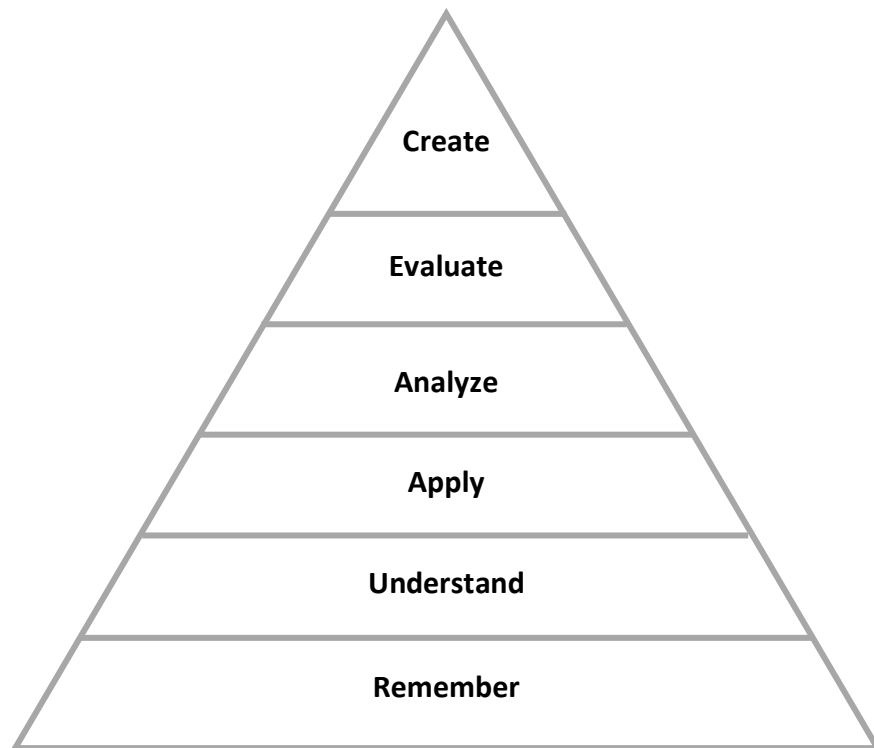 Create
Evaluate
Analyze
Apply
Understand
Remember